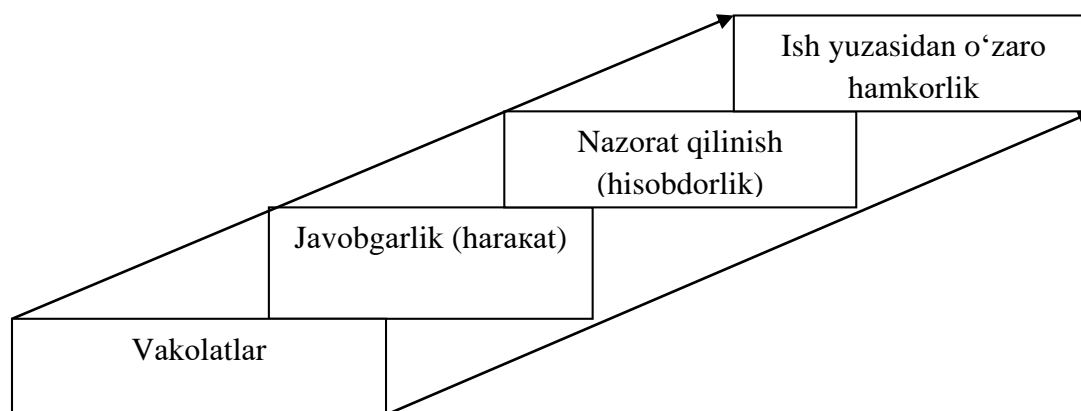 Ish yuzasidan o‘zaro
hamkorlik
Nazorat qilinish
(hisobdorlik)
Javobgarlik (haraкat)
Vakolatlar